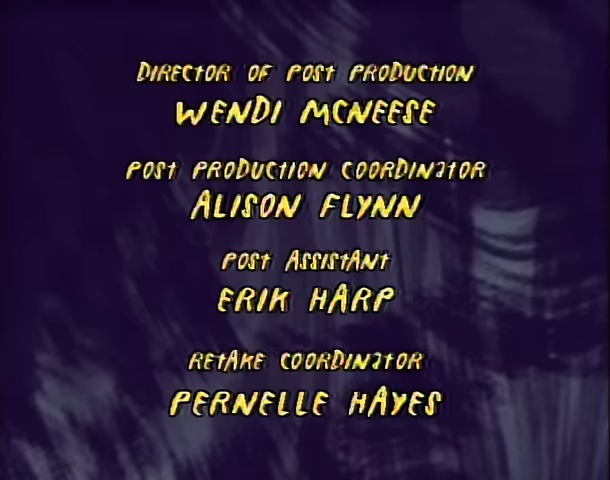 DIRECTOR OF POST PRODUCTION
WENDI MCNEESE
POST PRODUCTION COORDINATOR
ALISON FLYNN
POST ASSISTANT
ERIK HARP
RETAKE COORDINATOR
PERNELLE HAYES